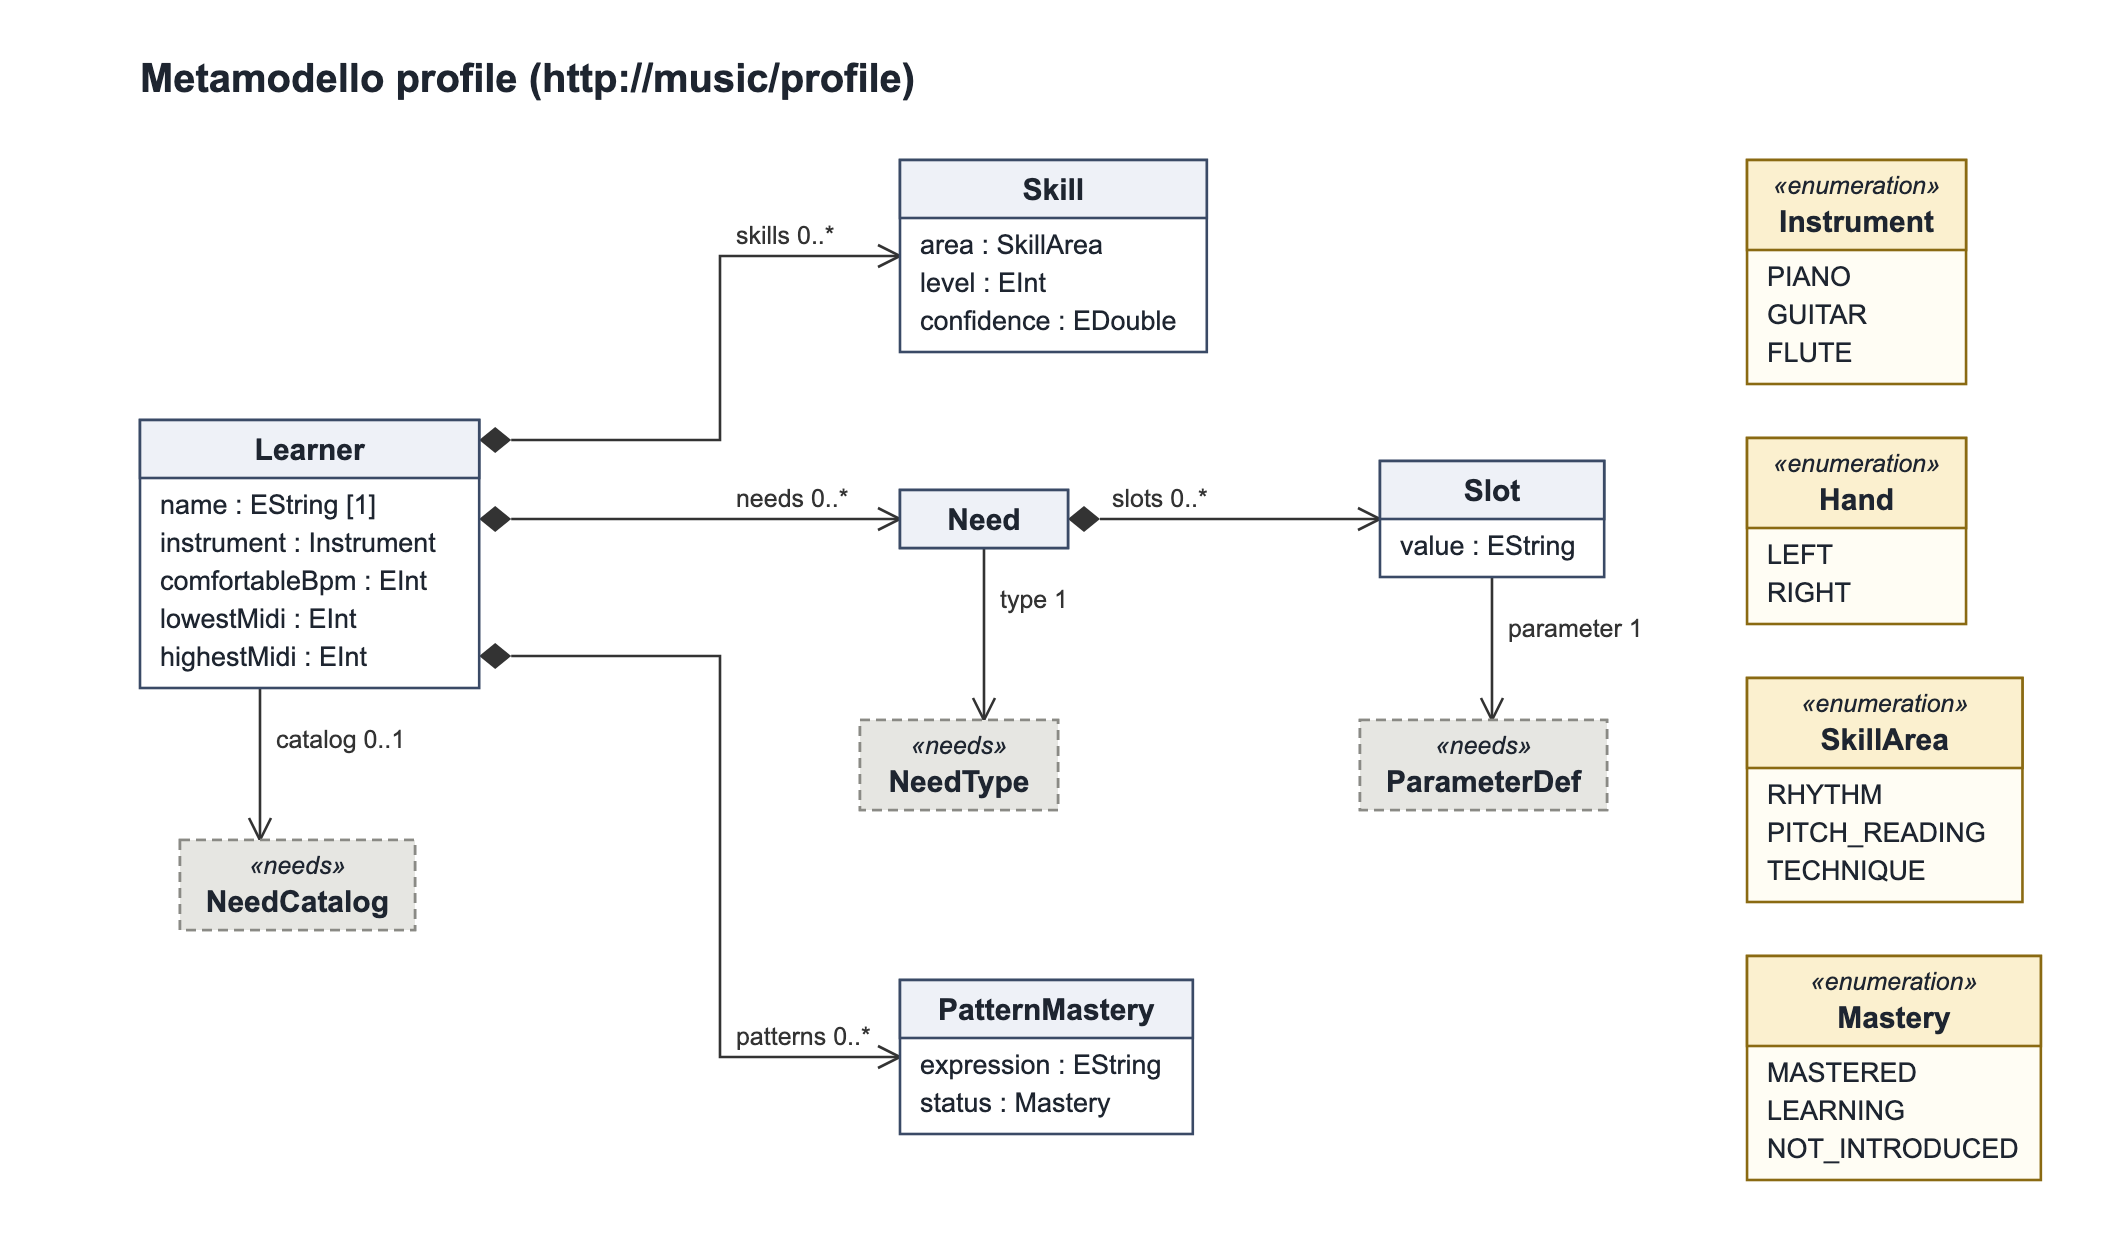 Metamodello profile (http://music/profile)
Skill
area : SkillArea
level : EInt
confidence : EDouble
skills 0..*
Learner
name : EString [1]
instrument : Instrument
comfortableBpm : EInt
lowestMidi : EInt
highestMidi : EInt
needs 0..*
Need
slots 0..*
Slot
value : EString
type 1
parameter 1
catalog 0..1
«needs»
NeedType
«needs»
ParameterDef
«needs»
NeedCatalog
patterns 0..*
PatternMastery
expression : EString
status : Mastery
«enumeration»
Instrument
PIANO
GUITAR
FLUTE
«enumeration»
Hand
LEFT
RIGHT
«enumeration»
SkillArea
RHYTHM
PITCH_READING
TECHNIQUE
«enumeration»
Mastery
MASTERED
LEARNING
NOT_INTRODUCED